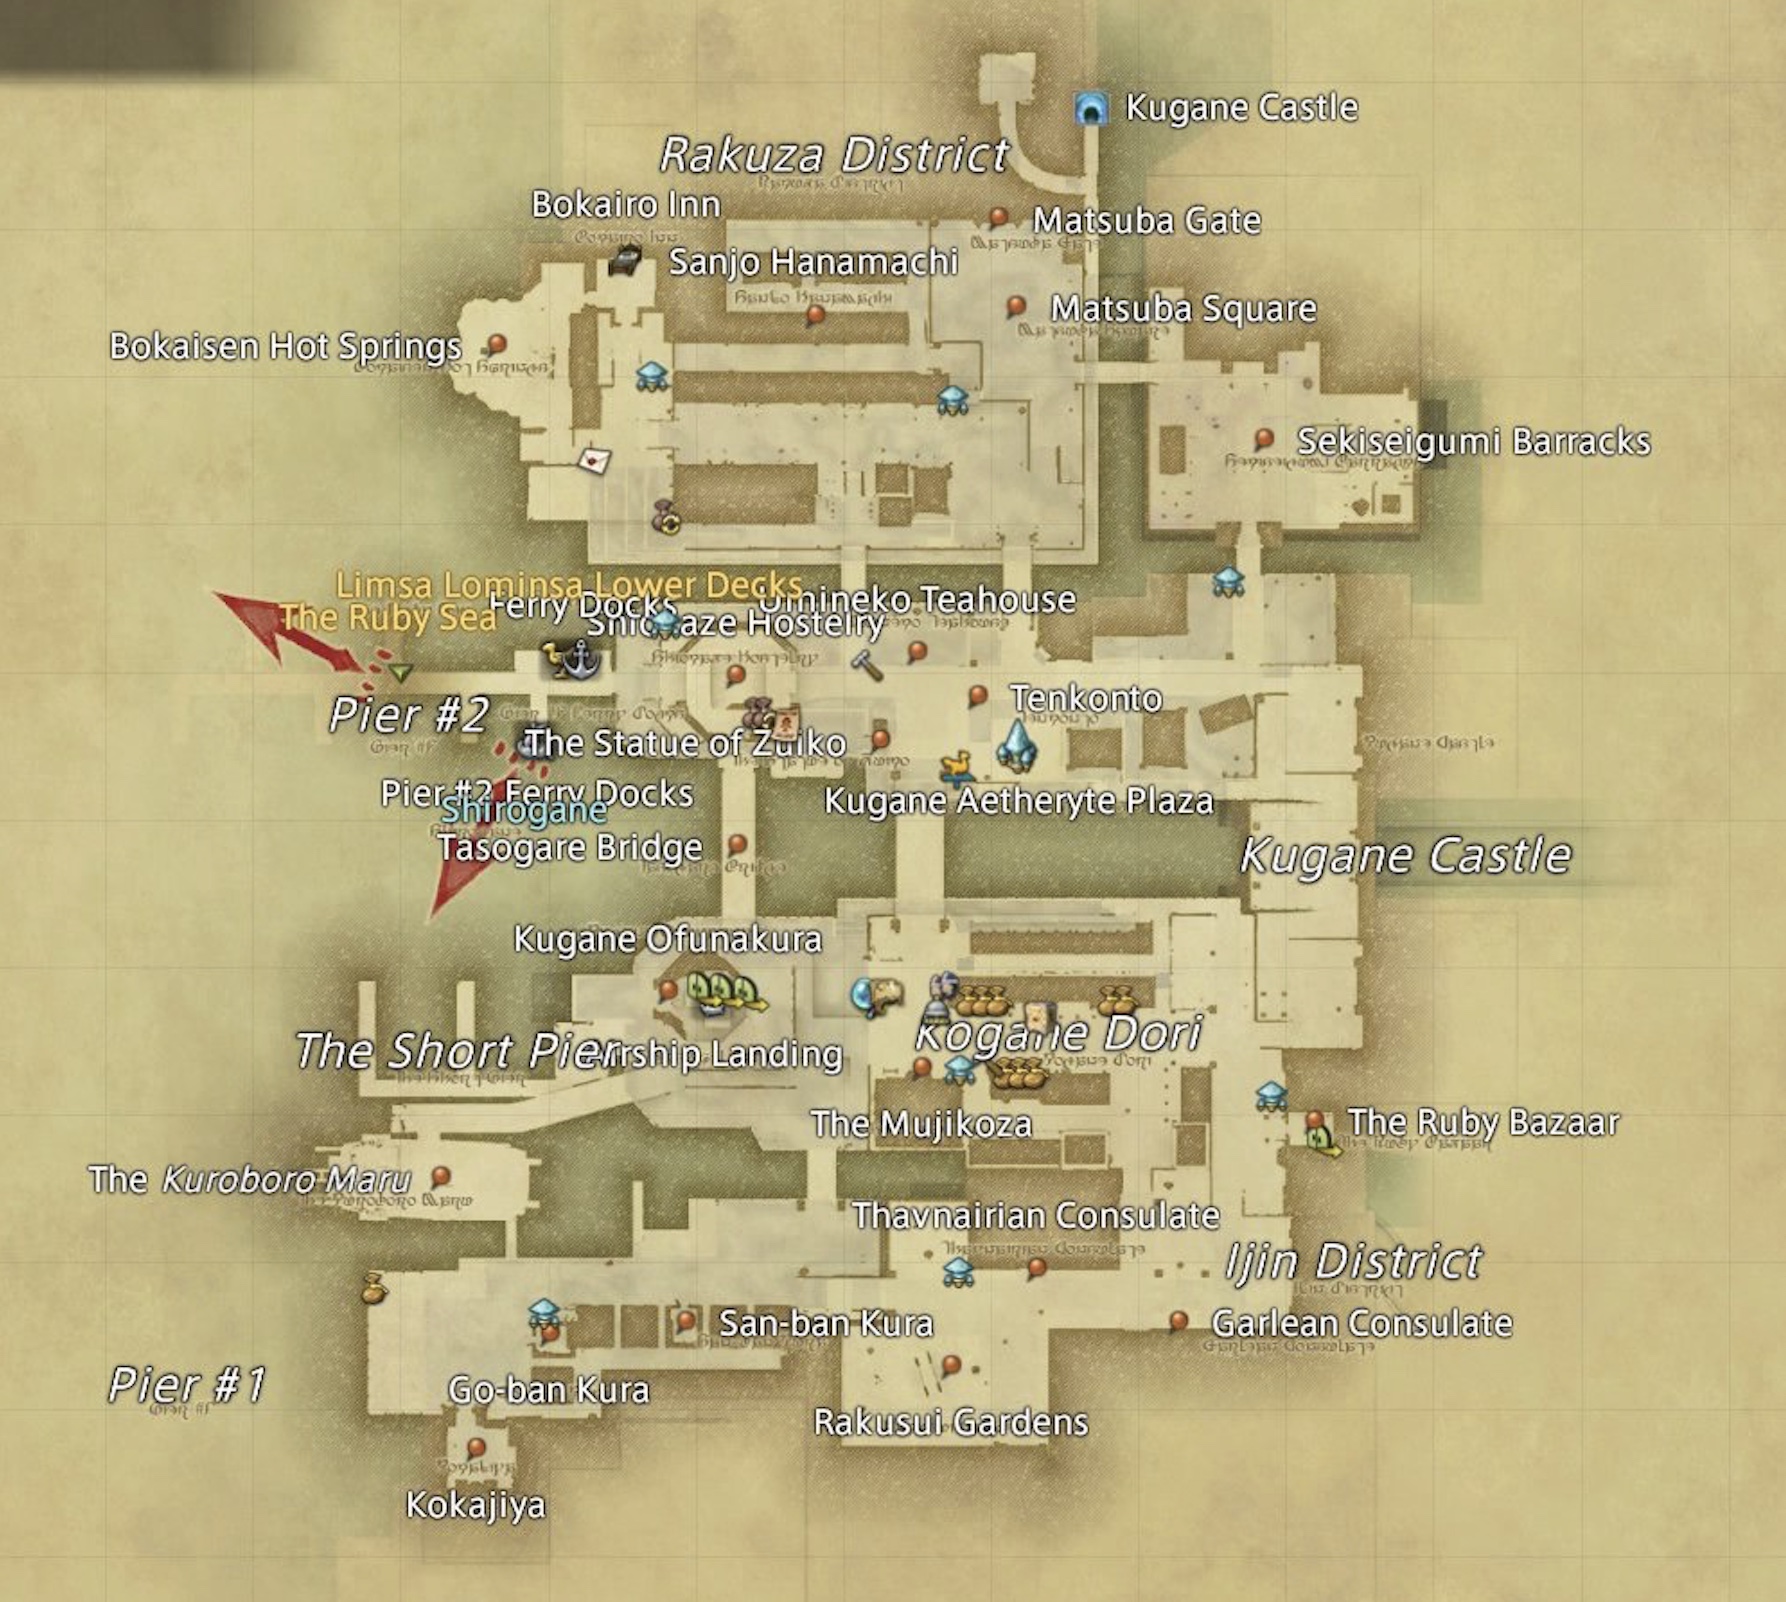 Kugane Castle
Rakuza District
Bokairo Inn
Matsuba Gate
Sanjo Hanamachi
Matsuba Square
Bokaisen Hot Springs
Sekiseigumi Barracks
Limsa Lominsa Lower Decks
The Ruby Sea
Ferry Docks
Umineko Teahouse
Hostelry
Tenkonto
Pier #2
The Statue of Zuiko
Pier #2 Ferry Docks
Kugane Aetheryte Plaza
Shirogane
Tasogare Bridge
Kugane Castle
Kugane Ofunakura
Kogane Dori
The Short Pier
Airship Landing
The Mujikoza
The Ruby Bazaar
The Kuroboro Maru
Thavnairian Consulate
Ijin District
San-ban Kura
Garlean Consulate
Pier #1
Go-ban Kura
Rakusui Gardens
Kokajiya